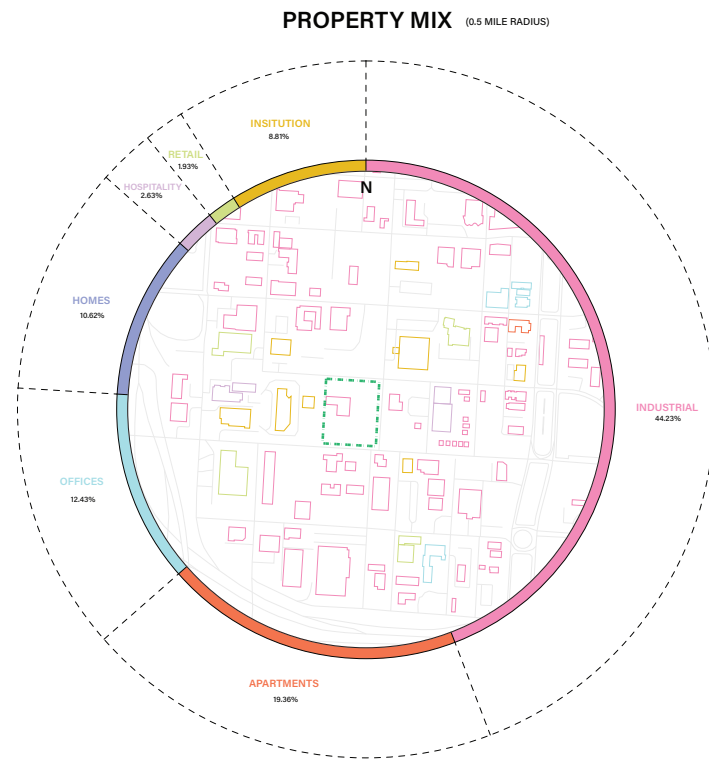 PROPERTY MIX (0.5 MILE RADIUS)
INSITUTION
8.81%
RETAIL
1.93%
HOSPITALITY
2.63%
N
HOMES
10.62%
INDUSTRIAL
44.23%
OFFICES
12.43%
APARTMENTS
19.36%